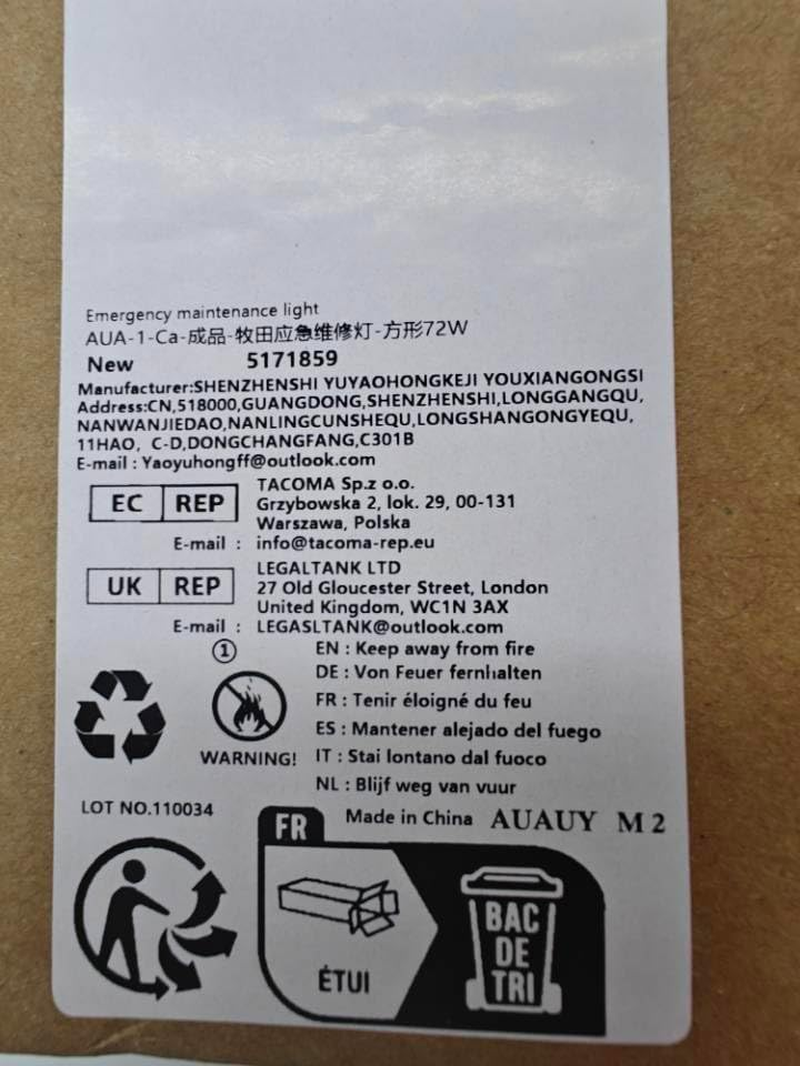 Emergency maintenance light
AUA-1-Ca-成品-牧田应急维修灯-方形72W
New 5171859
Manufacturer:SHENZHENSHI YUYAOHONGKEJI YOUXIANGONGSI
Address:CN,518000,GUANGDONG,SHENZHENSHI,LONGGANGQU,
NANWANJIEDAO,NANLINGCUNSHEQU,LONGSHANGONGYEQU,
11HAO, C-D,DONGCHANGFANG,C301B
E-mail : Yaoyuhongff@outlook.com
EC REP TACOMA Sp.z o.o.
Grzybowska 2, lok. 29, 00-131
Warszawa, Polska
E-mail : info@tacoma-rep.eu
UK REP LEGALTANK LTD
27 Old Gloucester Street, London
United Kingdom, WC1N 3AX
E-mail : LEGASLTANK@outlook.com
① EN : Keep away from fire
DE : Von Feuer fernhalten
FR : Tenir éloigné du feu
ES : Mantener alejado del fuego
WARNING! IT : Stai lontano dal fuoco
NL : Blijf weg van vuur
LOT NO.110034
FR Made in China AUAUY M 2
BAC
DE
TRI
ÉTUI